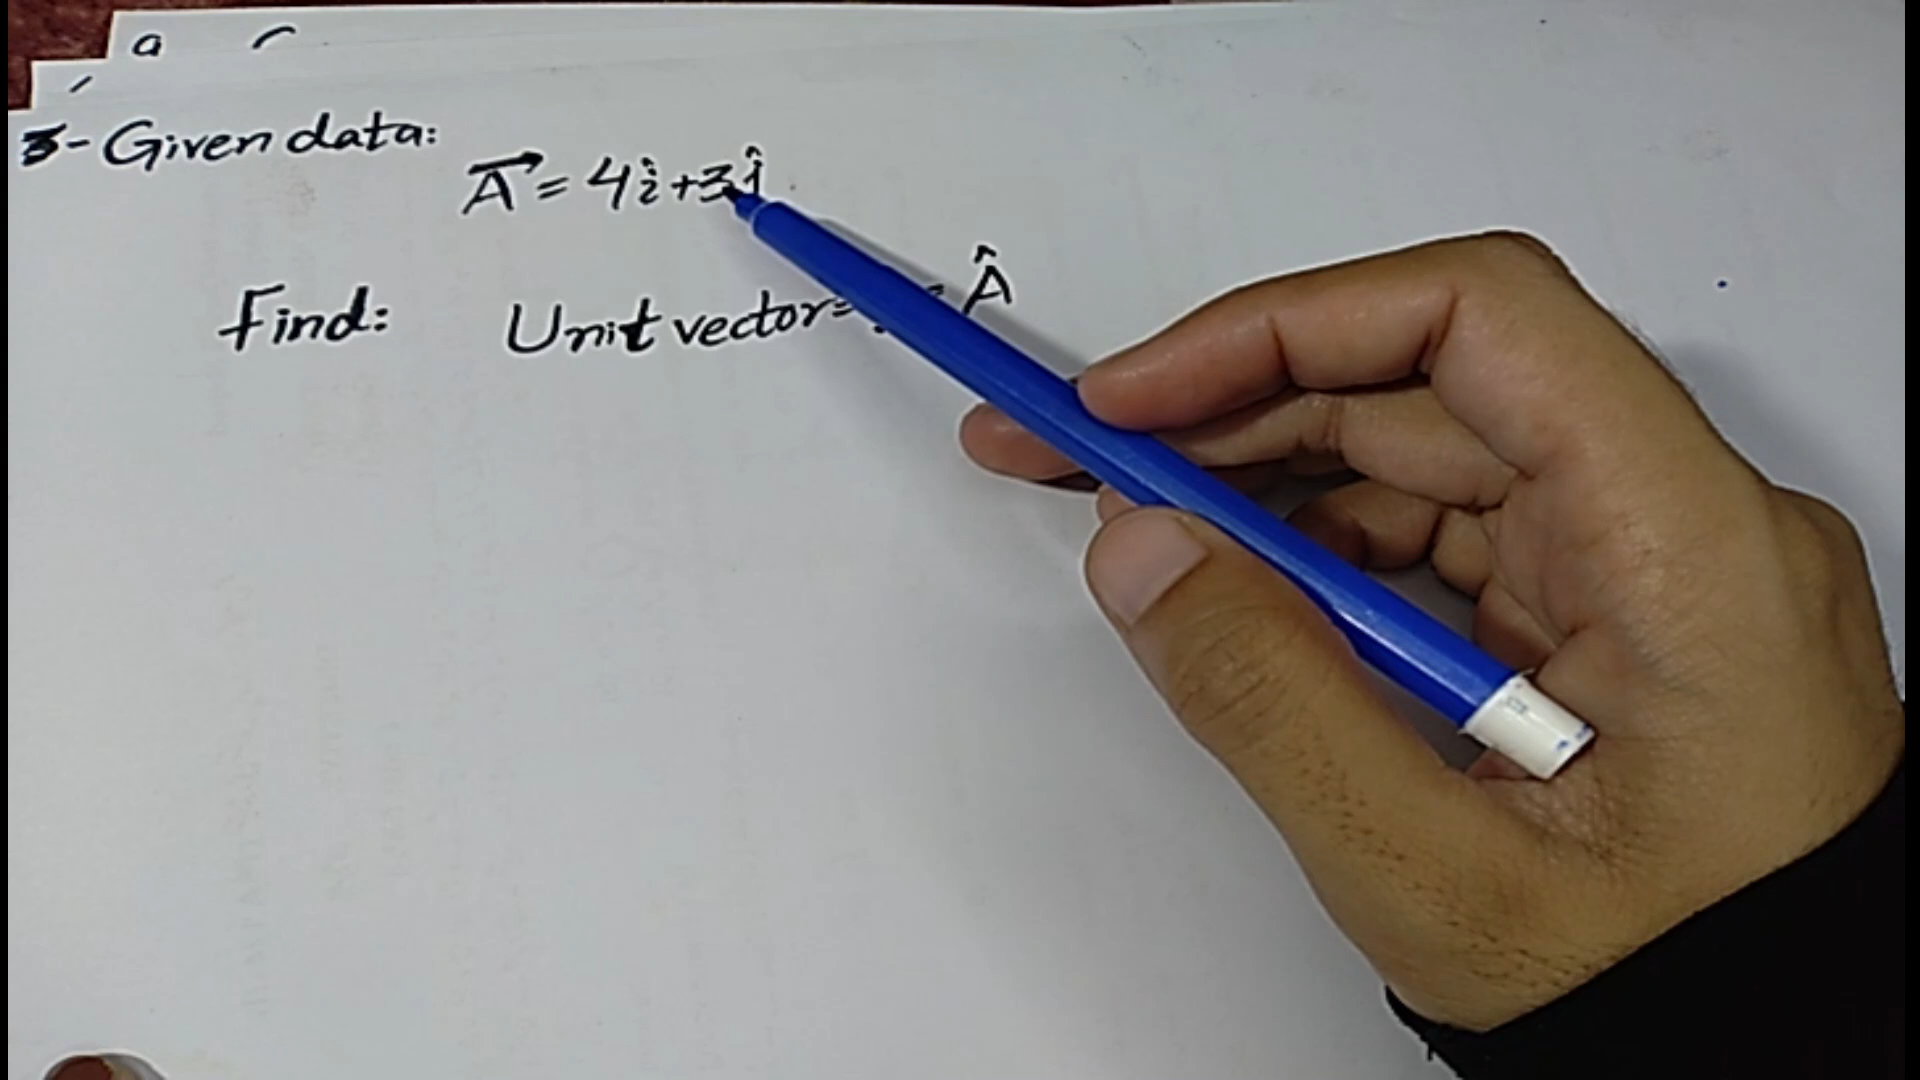 3- Given data:
A⃗ = 4î+3ĵ
Find: Unit vector= = Â